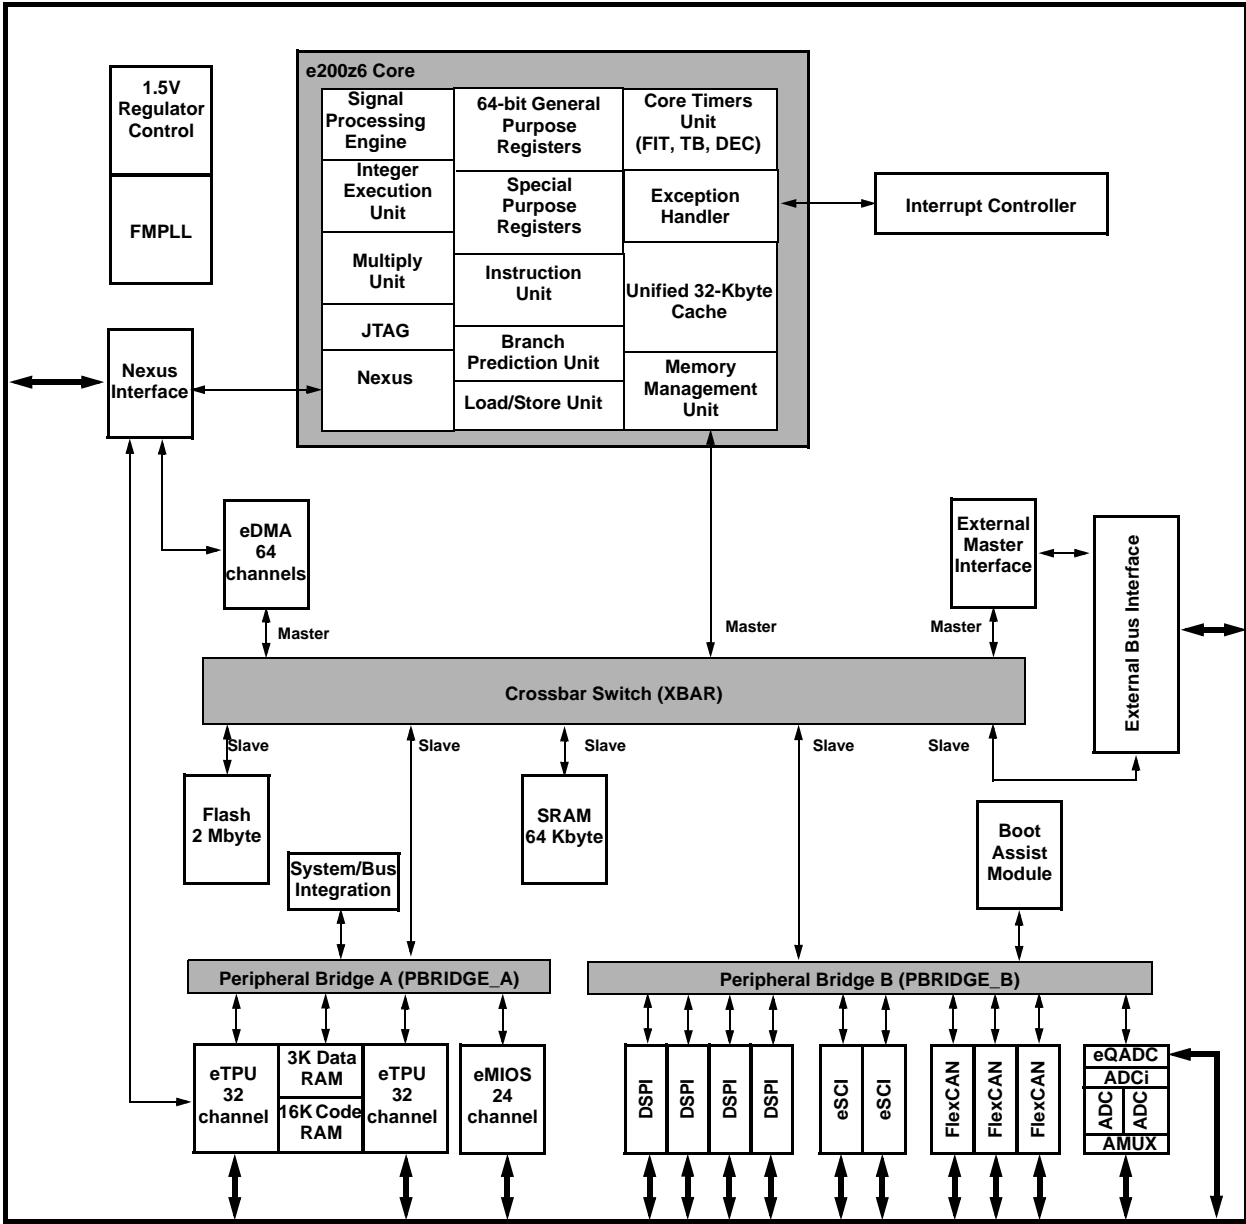 1.5V
Regulator
Control
FMPLL
e200z6 Core
Signal
Processing
Engine
Integer
Execution
Unit
Multiply
Unit
JTAG
Nexus
64-bit General
Purpose
Registers
Special
Purpose
Registers
Instruction
Unit
Branch
Prediction Unit
Load/Store Unit
Core Timers
Unit
(FIT, TB, DEC)
Exception
Handler
Unified 32-Kbyte
Cache
Memory
Management
Unit
Interrupt Controller
Nexus
Interface
eDMA
64
channels
External
Master
Interface
External Bus Interface
Master
Master
Master
Crossbar Switch (XBAR)
Slave
Slave
Slave
Slave
Slave
Flash
2 Mbyte
SRAM
64 Kbyte
System/Bus
Integration
Boot
Assist
Module
Peripheral Bridge A (PBRIDGE_A)
Peripheral Bridge B (PBRIDGE_B)
eTPU
32
channel
3K Data
RAM
16K Code
RAM
eTPU
32
channel
eMIOS
24
channel
DSPI
DSPI
DSPI
DSPI
eSCI
eSCI
FlexCAN
FlexCAN
FlexCAN
eQADC
ADCi
ADC
ADC
AMUX